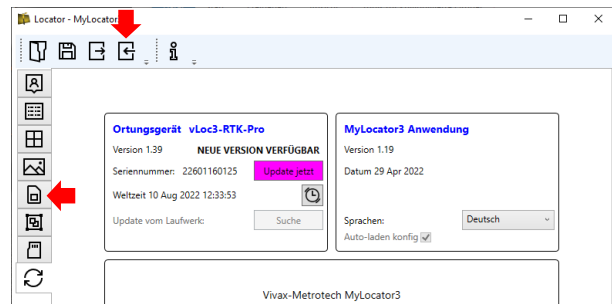 Locator - MyLocator3
Ortungsgerät vLoc3-RTK-Pro
Version 1.39 NEUE VERSION VERFÜGBAR
Seriennummer: 22601160125 Update jetzt
Weltzeit 10 Aug 2022 12:33:53
Update vom Laufwerk: Suche
MyLocator3 Anwendung
Version 1.19
Datum 29 Apr 2022
Sprachen: Deutsch
Auto-laden konfig
Vivax-Metrotech MyLocator3